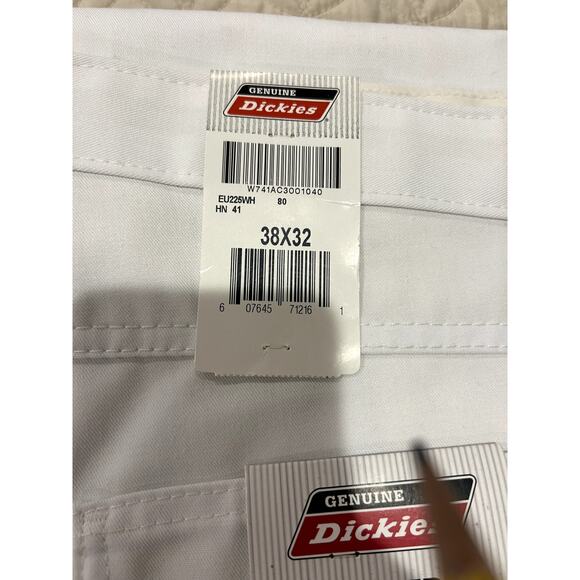 GENUINE
Dickies
W741AC3001040
EU225WH 80
HN 41
38X32
6 07645 71216 1
GENUINE
Dickies